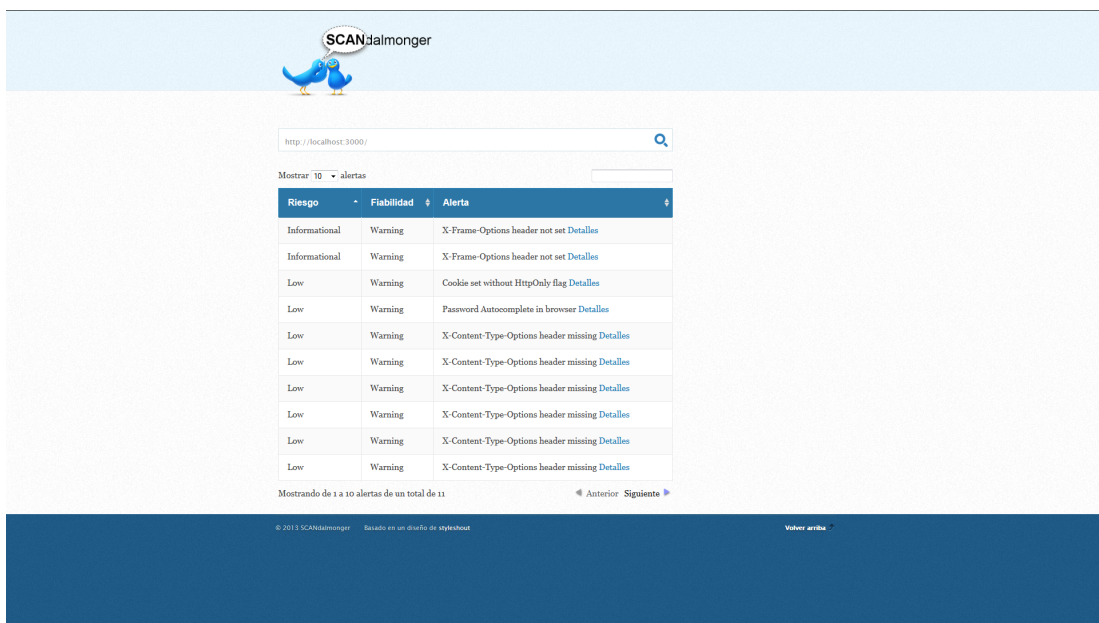 SCANdalmonger
http://localhost:3000/
Mostrar 10 alertas
Riesgo Fiabilidad Alerta
Informational Warning X-Frame-Options header not set Detalles
Informational Warning X-Frame-Options header not set Detalles
Low Warning Cookie set without HttpOnly flag Detalles
Low Warning Password Autocomplete in browser Detalles
Low Warning X-Content-Type-Options header missing Detalles
Low Warning X-Content-Type-Options header missing Detalles
Low Warning X-Content-Type-Options header missing Detalles
Low Warning X-Content-Type-Options header missing Detalles
Low Warning X-Content-Type-Options header missing Detalles
Low Warning X-Content-Type-Options header missing Detalles
Mostrando de 1 a 10 alertas de un total de 11 Anterior Siguiente
© 2013 SCANdalmonger Basado en un diseño de styleshout Volver arriba